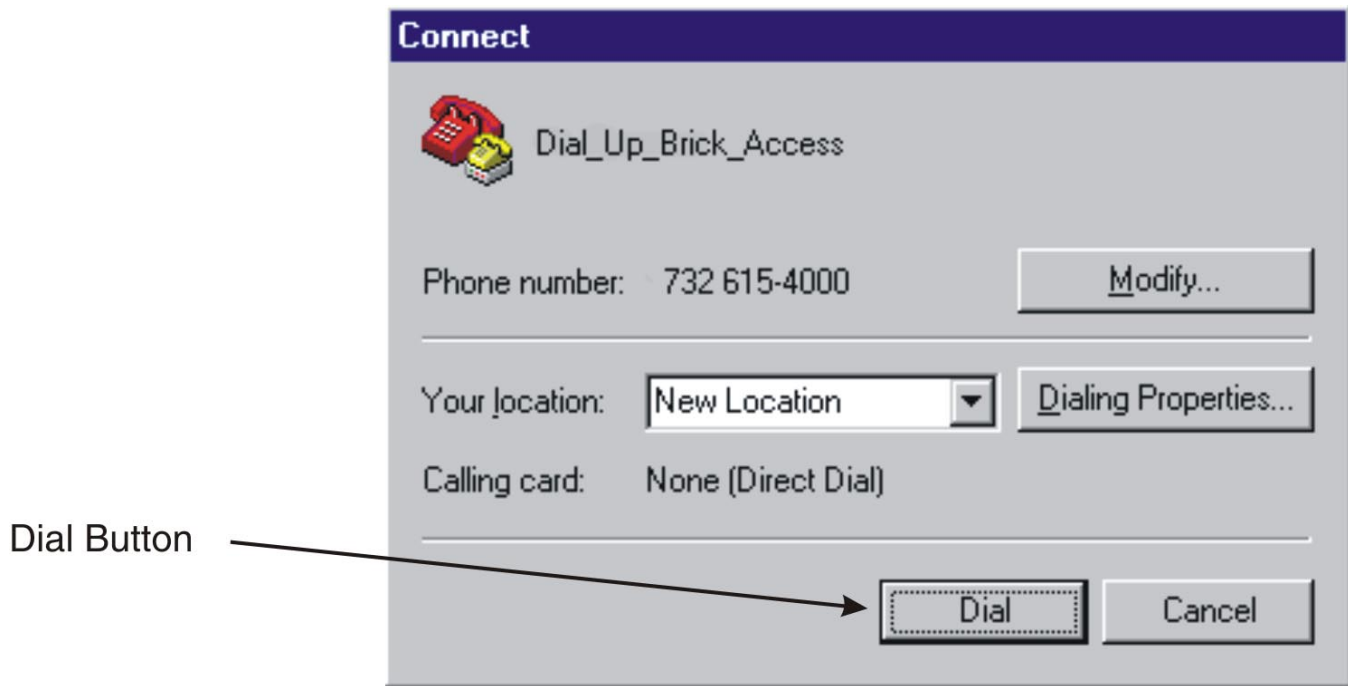 Connect
Dial_Up_Brick_Access
Phone number: 732 615-4000 Modify...
Your location: New Location Dialing Properties...
Calling card: None (Direct Dial)
Dial Button
Dial Cancel